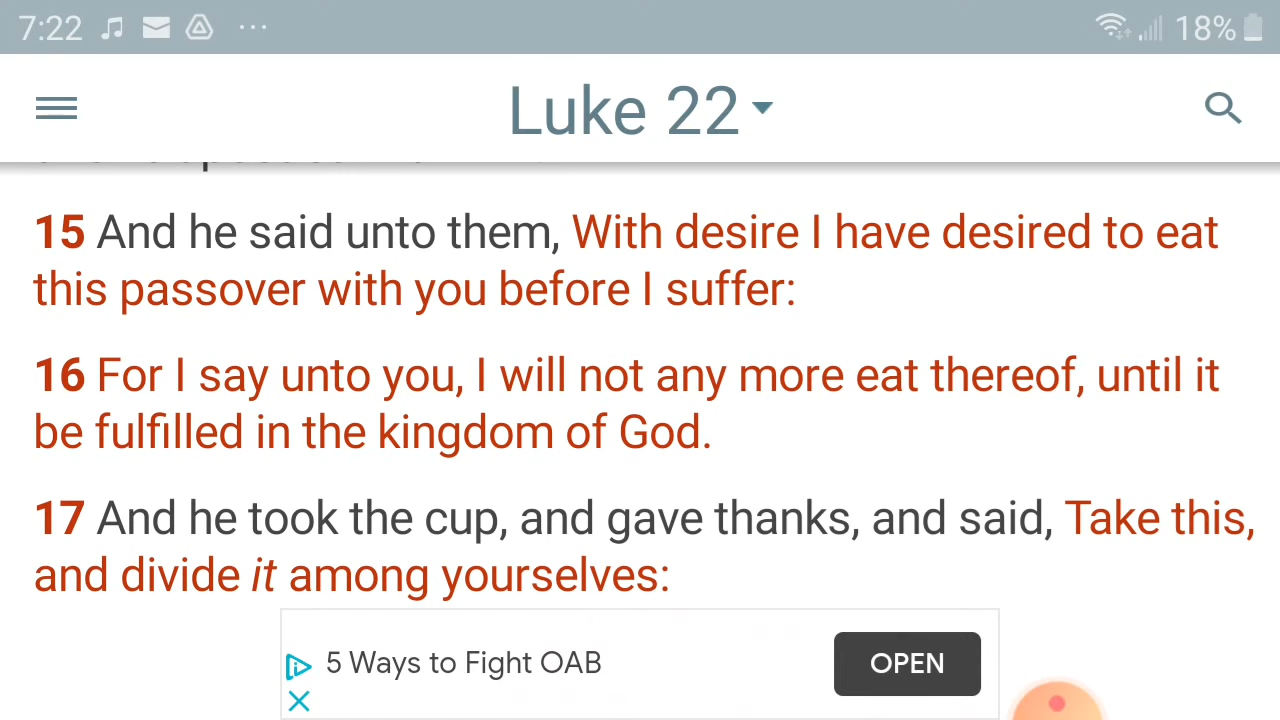 7:22 ... 18%
Luke 22
15 And he said unto them, With desire I have desired to eat
this passover with you before I suffer:
16 For I say unto you, I will not any more eat thereof, until it
be fulfilled in the kingdom of God.
17 And he took the cup, and gave thanks, and said, Take this,
and divide it among yourselves:
5 Ways to Fight OAB OPEN